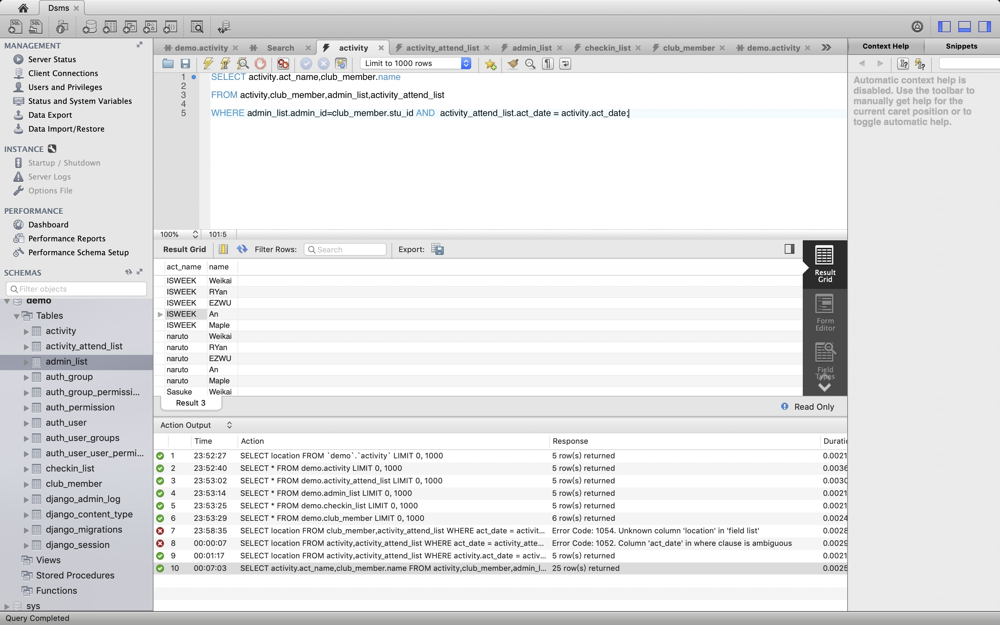 Dsms
MANAGEMENT
Server Status
Client Connections
Users and Privileges
Status and System Variables
Data Export
Data Import/Restore
INSTANCE
Startup / Shutdown
Server Logs
Options File
PERFORMANCE
Dashboard
Performance Reports
Performance Schema Setup
SCHEMAS
Filter objects
demo
Tables
activity
activity_attend_list
admin_list
auth_group
auth_group_permissi...
auth_permission
auth_user
auth_user_groups
auth_user_user_permi...
checkin_list
club_member
django_admin_log
django_content_type
django_migrations
django_session
Views
Stored Procedures
Functions
sys
demo.activity Search activity activity_attend_list admin_list checkin_list club_member demo.activity
Limit to 1000 rows
1 SELECT activity.act_name,club_member.name
2
3 FROM activity,club_member,admin_list,activity_attend_list
4
5 WHERE admin_list.admin_id=club_member.stu_id AND  activity_attend_list.act_date = activity.act_date;
100% 101:5
Result Grid Filter Rows: Search Export:
act_name name
ISWEEK Weikai
ISWEEK RYan
ISWEEK EZWU
ISWEEK An
ISWEEK Maple
naruto Weikai
naruto RYan
naruto EZWU
naruto An
naruto Maple
Sasuke Weikai
Result
Grid
Form
Editor
Field
Types
Result 3
Read Only
Action Output
Time Action Response Duratic
1 23:52:27 SELECT location FROM `demo`.`activity` LIMIT 0, 1000 5 row(s) returned 0.0021
2 23:52:40 SELECT * FROM demo.activity LIMIT 0, 1000 5 row(s) returned 0.0036
3 23:53:02 SELECT * FROM demo.activity_attend_list LIMIT 0, 1000 5 row(s) returned 0.0030
4 23:53:14 SELECT * FROM demo.admin_list LIMIT 0, 1000 5 row(s) returned 0.0021
5 23:53:25 SELECT * FROM demo.checkin_list LIMIT 0, 1000 5 row(s) returned 0.0021
6 23:53:29 SELECT * FROM demo.club_member LIMIT 0, 1000 6 row(s) returned 0.0024
7 23:58:35 SELECT location FROM club_member,activity_attend_list WHERE act_date = activit... Error Code: 1054. Unknown column 'location' in 'field list' 0.0028
8 00:00:07 SELECT location FROM activity,activity_attend_list WHERE act_date = activity_atte... Error Code: 1052. Column 'act_date' in where clause is ambiguous 0.0029
9 00:01:17 SELECT location FROM activity,activity_attend_list WHERE activity.act_date = activ... 5 row(s) returned 0.0021
10 00:07:03 SELECT activity.act_name,club_member.name FROM activity,club_member,admin_l... 25 row(s) returned 0.0025
Context Help Snippets
Automatic context help is
disabled. Use the toolbar to
manually get help for the
current caret position or to
toggle automatic help.
Query Completed